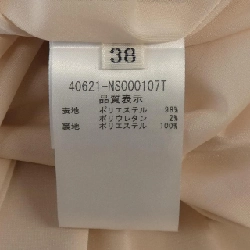 38
40621-NS000107T
品質表示
表地 ポリエステル 98%
ポリウレタン 2%
裏地 ポリエステル 100%